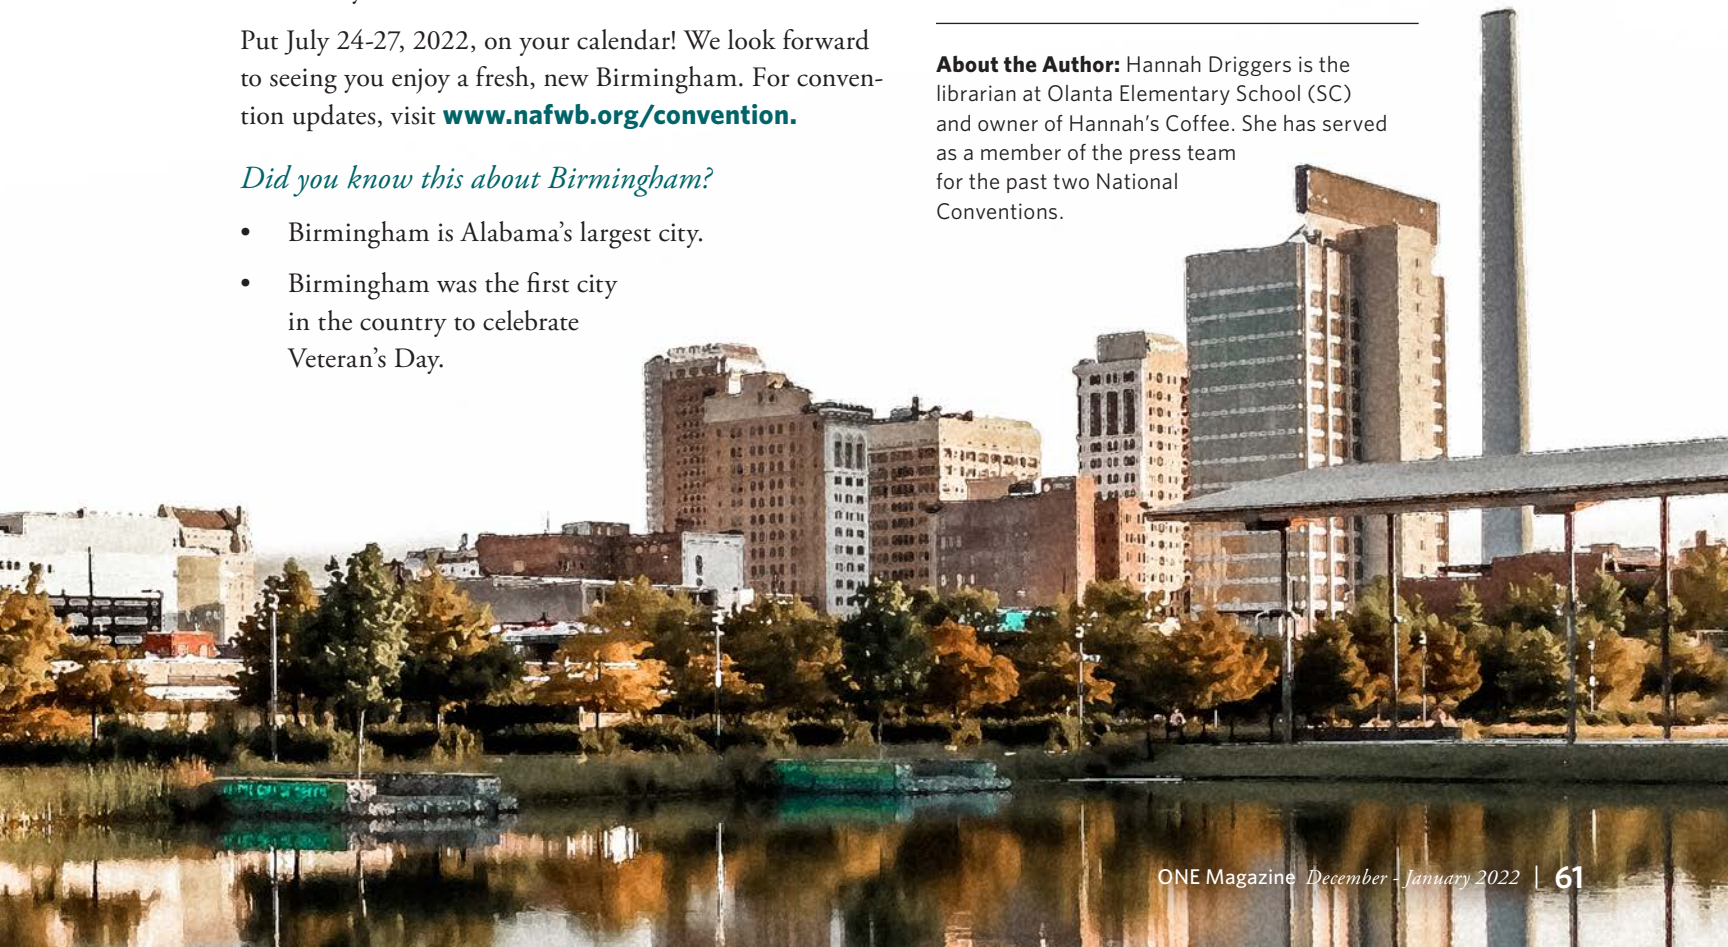 Put July 24-27, 2022, on your calendar! We look forward
to seeing you enjoy a fresh, new Birmingham. For conven-
tion updates, visit www.nafwb.org/convention.
Did you know this about Birmingham?
• Birmingham is Alabama’s largest city.
• Birmingham was the first city
in the country to celebrate
Veteran’s Day.
About the Author: Hannah Driggers is the
librarian at Olanta Elementary School (SC)
and owner of Hannah’s Coffee. She has served
as a member of the press team
for the past two National
Conventions.
ONE Magazine December - January 2022 | 61